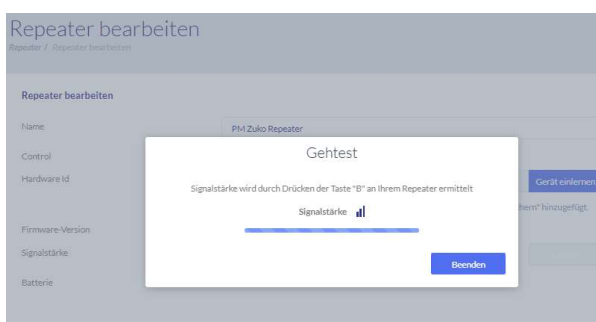 Repeater bearbeiten
Repeater / Repeater bearbeiten
Repeater bearbeiten
Name
PM Zuko Repeater
Control
Gehtest
Hardware Id
Gerät einlernen
Signalstärke wird durch Drücken der Taste "B" an Ihrem Repeater ermittelt
hern" hinzugefügt.
Signalstärke
Firmware-Version
Signalstärke
Beenden
Batterie